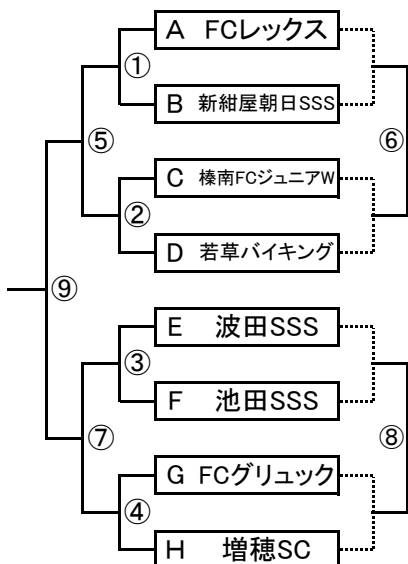 A FCレックス
①
B 新紺屋朝日SSS
⑤
⑥
C 榛南FCジュニアW
②
D 若草バイキング
⑨
E 波田SSS
③
F 池田SSS
⑦
⑧
G FCグリュック
④
H 増穂SC